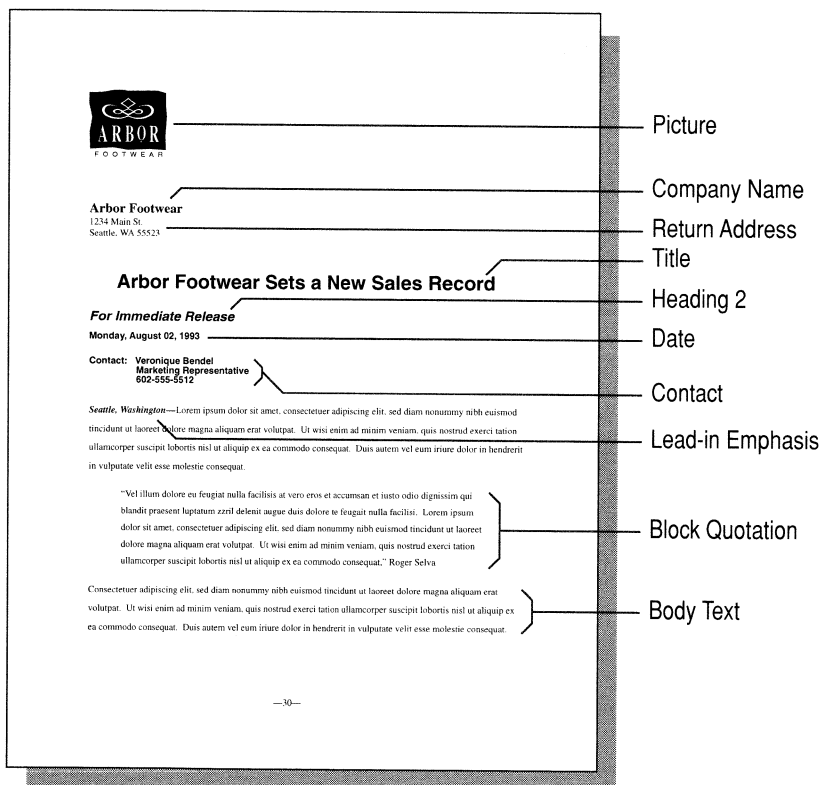 ARBOR
FOOTWEAR
Picture
Company Name
Arbor Footwear
1234 Main St.
Seattle, WA 55523
Return Address
Title
Arbor Footwear Sets a New Sales Record
For Immediate Release
Heading 2
Monday, August 02, 1993
Date
Contact: Veronique Bendel
Marketing Representative
602-555-5512
Contact
Seattle, Washington—Lorem ipsum dolor sit amet, consectetuer adipiscing elit, sed diam nonummy nibh euismod
tincidunt ut laoreet dolore magna aliquam erat volutpat. Ut wisi enim ad minim veniam, quis nostrud exerci tation
ullamcorper suscipit lobortis nisl ut aliquip ex ea commodo consequat. Duis autem vel eum iriure dolor in hendrerit
in vulputate velit esse molestie consequat.
Lead-in Emphasis
“Vel illum dolore eu feugiat nulla facilisis at vero eros et accumsan et iusto odio dignissim qui
blandit praesent luptatum zzril delenit augue duis dolore te feugait nulla facilisi. Lorem ipsum
dolor sit amet, consectetuer adipiscing elit, sed diam nonummy nibh euismod tincidunt ut laoreet
dolore magna aliquam erat volutpat. Ut wisi enim ad minim veniam, quis nostrud exerci tation
ullamcorper suscipit lobortis nisl ut aliquip ex ea commodo consequat,” Roger Selva
Block Quotation
Consectetuer adipiscing elit, sed diam nonummy nibh euismod tincidunt ut laoreet dolore magna aliquam erat
volutpat. Ut wisi enim ad minim veniam, quis nostrud exerci tation ullamcorper suscipit lobortis nisl ut aliquip ex
ea commodo consequat. Duis autem vel eum iriure dolor in hendrerit in vulputate velit esse molestie consequat.
Body Text
—30—